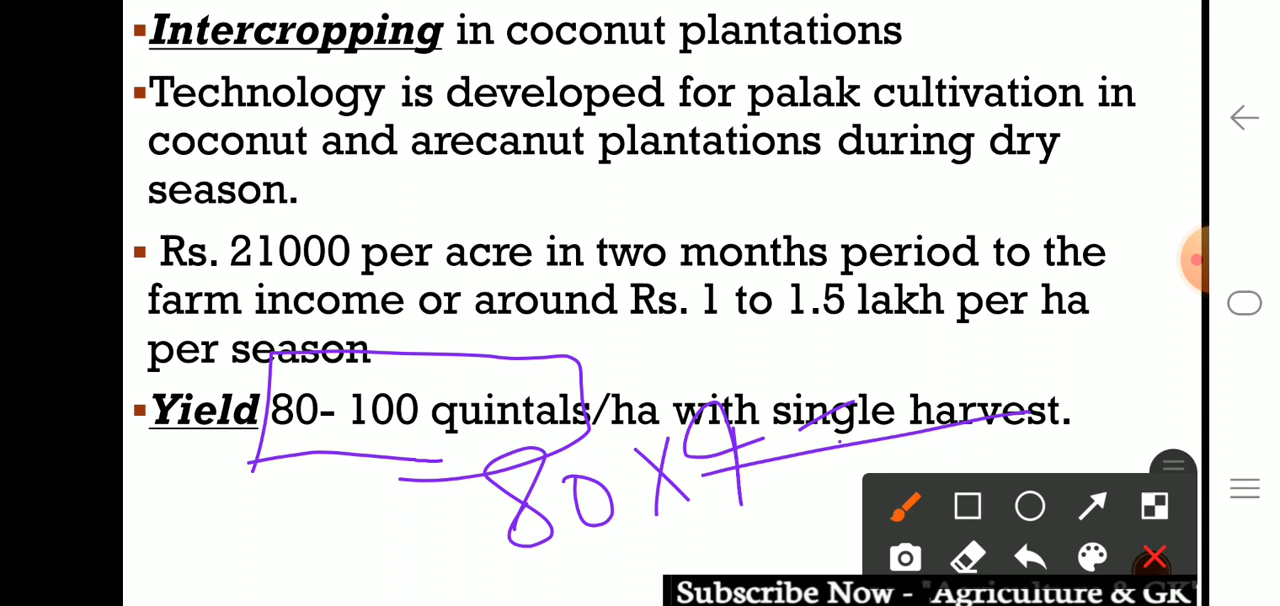 ▪Intercropping in coconut plantations
▪Technology is developed for palak cultivation in
coconut and arecanut plantations during dry
season.
▪ Rs. 21000 per acre in two months period to the
farm income or around Rs. 1 to 1.5 lakh per ha
per season
▪Yield 80- 100 quintals/ha with single harvest.
80 x 4
Subscribe Now - "Agriculture & GK"